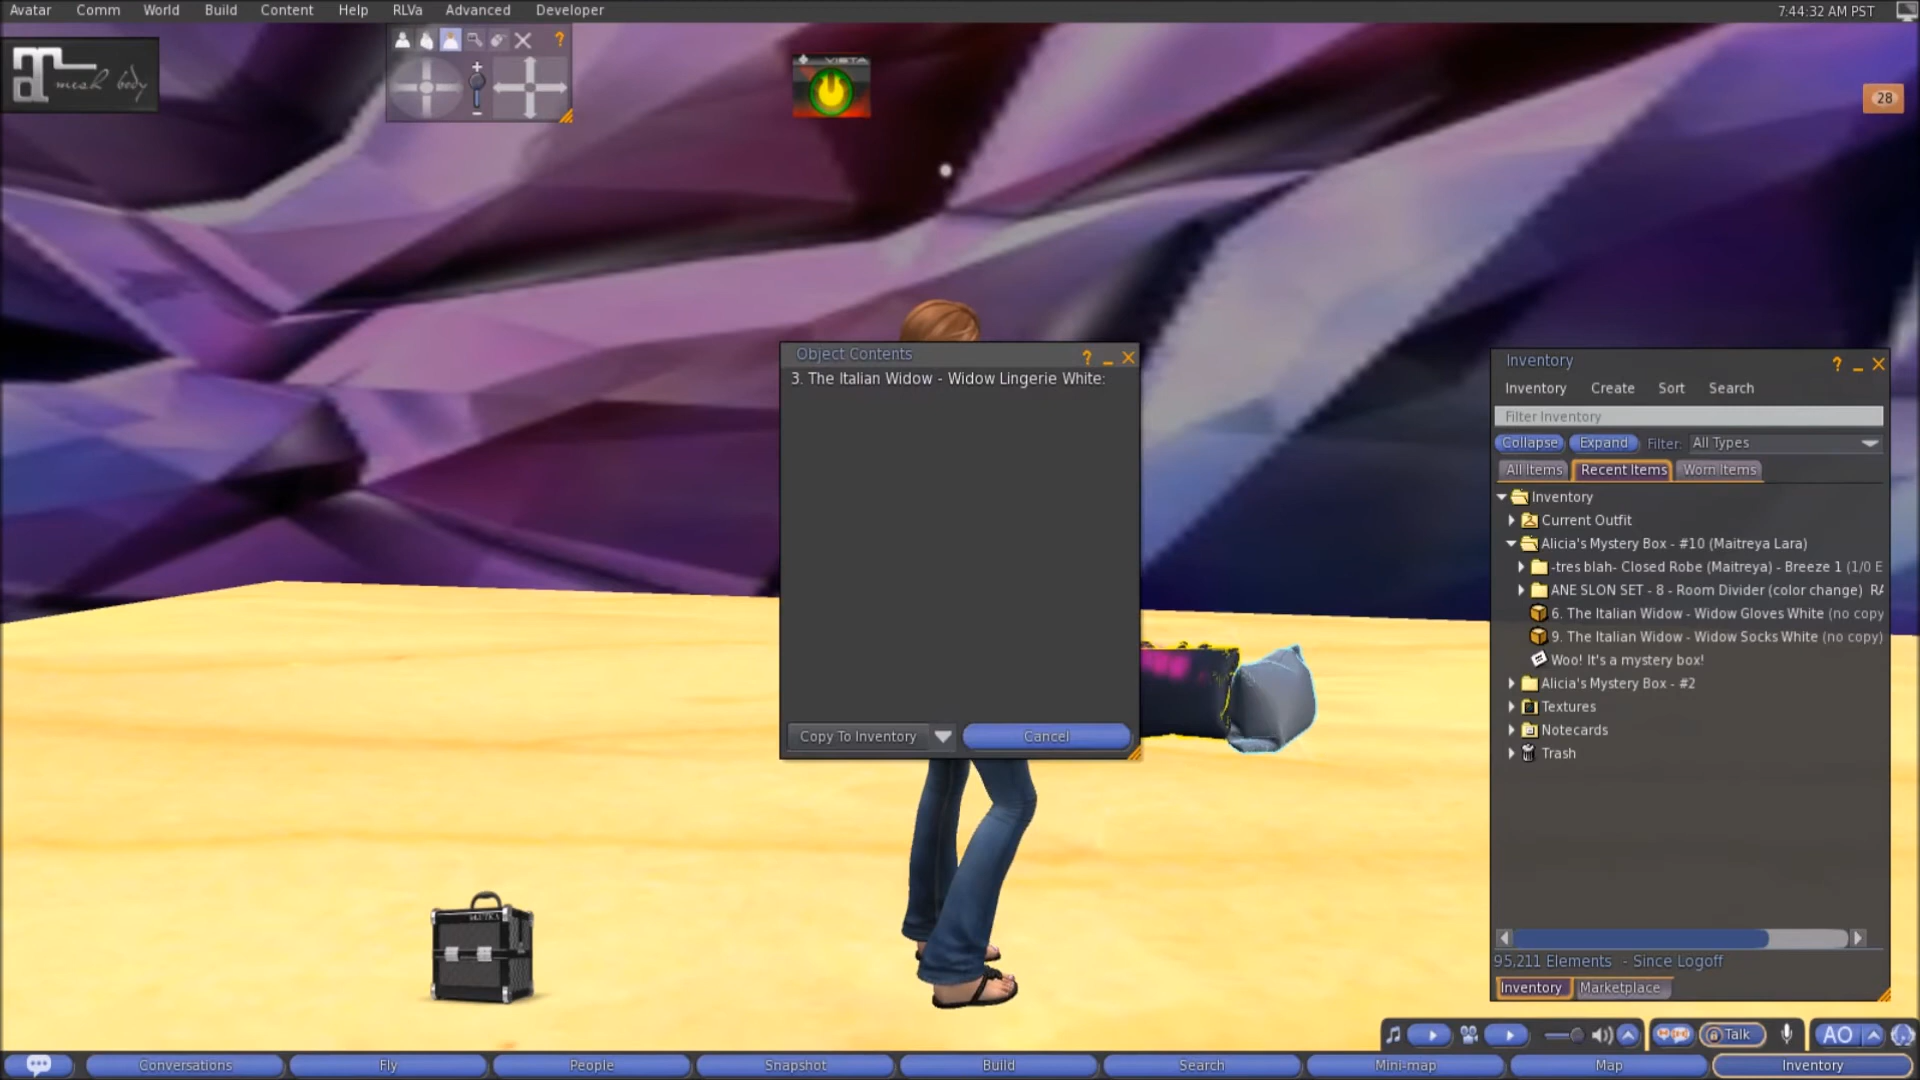 Avatar Comm World Build Content Help RLVa Advanced Developer 7:44:32 AM PST
mesh body
?
VISTA
28
Object Contents
3. The Italian Widow - Widow Lingerie White:
Copy To Inventory Cancel
Inventory
Inventory Create Sort Search
Filter Inventory
Collapse Expand Filter: All Types
All Items Recent Items Worn Items
Inventory
Current Outfit
Alicia's Mystery Box - #10 (Maitreya Lara)
-tres blah- Closed Robe (Maitreya) - Breeze 1 (1/0 E
ANE SLON SET - 8 - Room Divider (color change) RA
6. The Italian Widow - Widow Gloves White (no copy
9. The Italian Widow - Widow Socks White (no copy)
Woo! It's a mystery box!
Alicia's Mystery Box - #2
Textures
Notecards
Trash
95,211 Elements - Since Logoff
Inventory Marketplace
Talk AO
Conversations Fly People Snapshot Build Search Mini-map Map Inventory